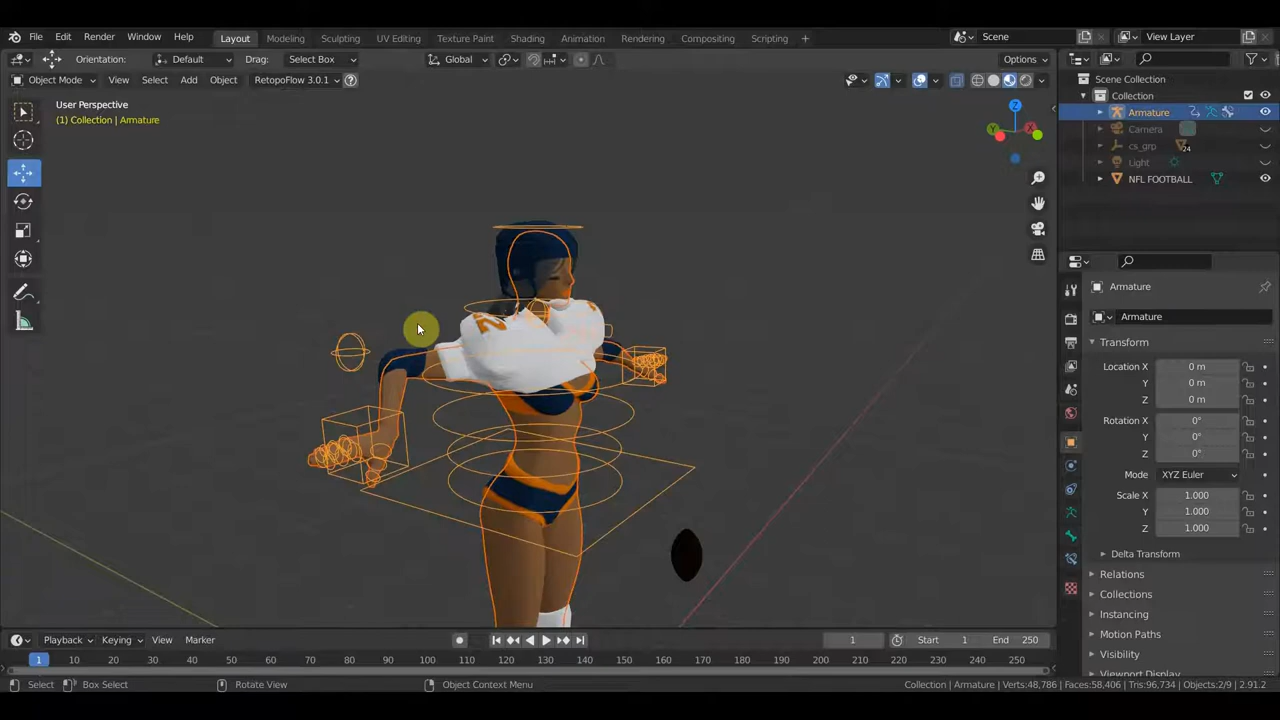 File Edit Render Window Help Layout Modeling Sculpting UV Editing Texture Paint Shading Animation Rendering Compositing Scripting + Scene View Layer
Orientation: Default Drag: Select Box Global Options
Object Mode View Select Add Object RetopoFlow 3.0.1 ?
User Perspective
(1) Collection | Armature
Z
Y
X
Scene Collection
Collection
Armature
Camera
cs_grp 24
Light
NFL FOOTBALL
Armature
Armature
Transform
Location X 0 m
Y 0 m
Z 0 m
Rotation X 0°
Y 0°
Z 0°
Mode XYZ Euler
Scale X 1.000
Y 1.000
Z 1.000
Delta Transform
Relations
Collections
Instancing
Motion Paths
Visibility
Viewport Display
Playback Keying View Marker 1 Start 1 End 250
1 10 20 30 40 50 60 70 80 90 100 110 120 130 140 150 160 170 180 190 200 210 220 230 240 250
Select Box Select Rotate View Object Context Menu Collection | Armature | Verts:48,786 | Faces:58,406 | Tris:96,734 | Objects:2/9 | 2.91.2